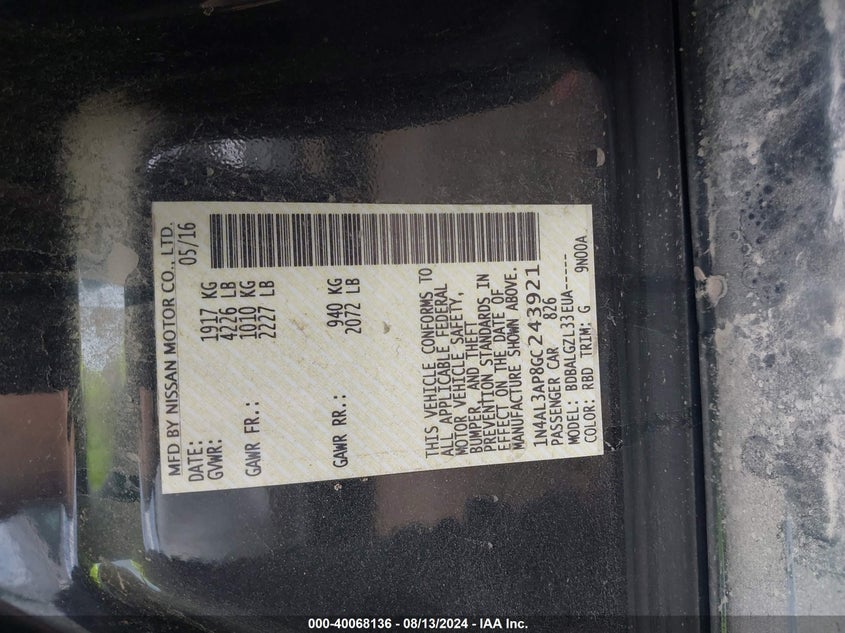 MFD BY NISSAN MOTOR CO., LTD.
DATE: 05/16
GVWR: 1917 KG
4226 LB
GAWR FR.: 1010 KG
2227 LB
GAWR RR.: 940 KG
2072 LB
THIS VEHICLE CONFORMS TO
ALL APPLICABLE FEDERAL
MOTOR VEHICLE SAFETY,
BUMPER, AND THEFT
PREVENTION STANDARDS IN
EFFECT ON THE DATE OF
MANUFACTURE SHOWN ABOVE.
1N4AL3AP8GC243921
PASSENGER CAR 826
MODEL: BDBALGZL33EUA-----
COLOR: RBD TRIM: G 9N00A
000-40068136 - 08/13/2024 - IAA Inc.